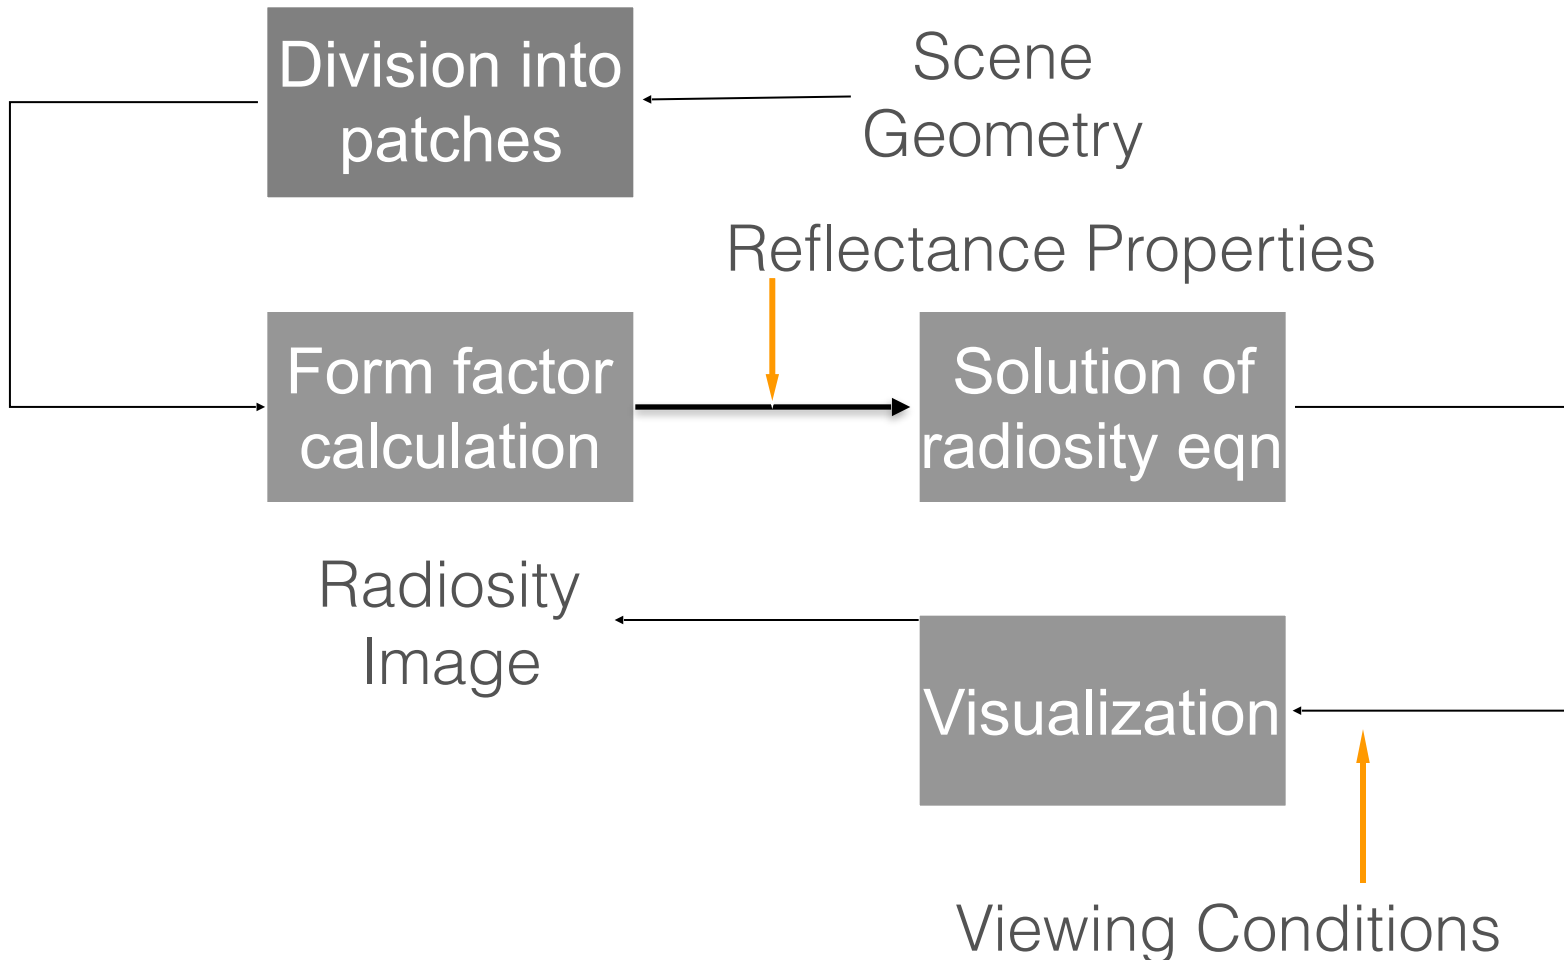 Division into
patches
Scene
Geometry
Reflectance Properties
Form factor
calculation
Solution of
radiosity eqn
Radiosity
Image
Visualization
Viewing Conditions